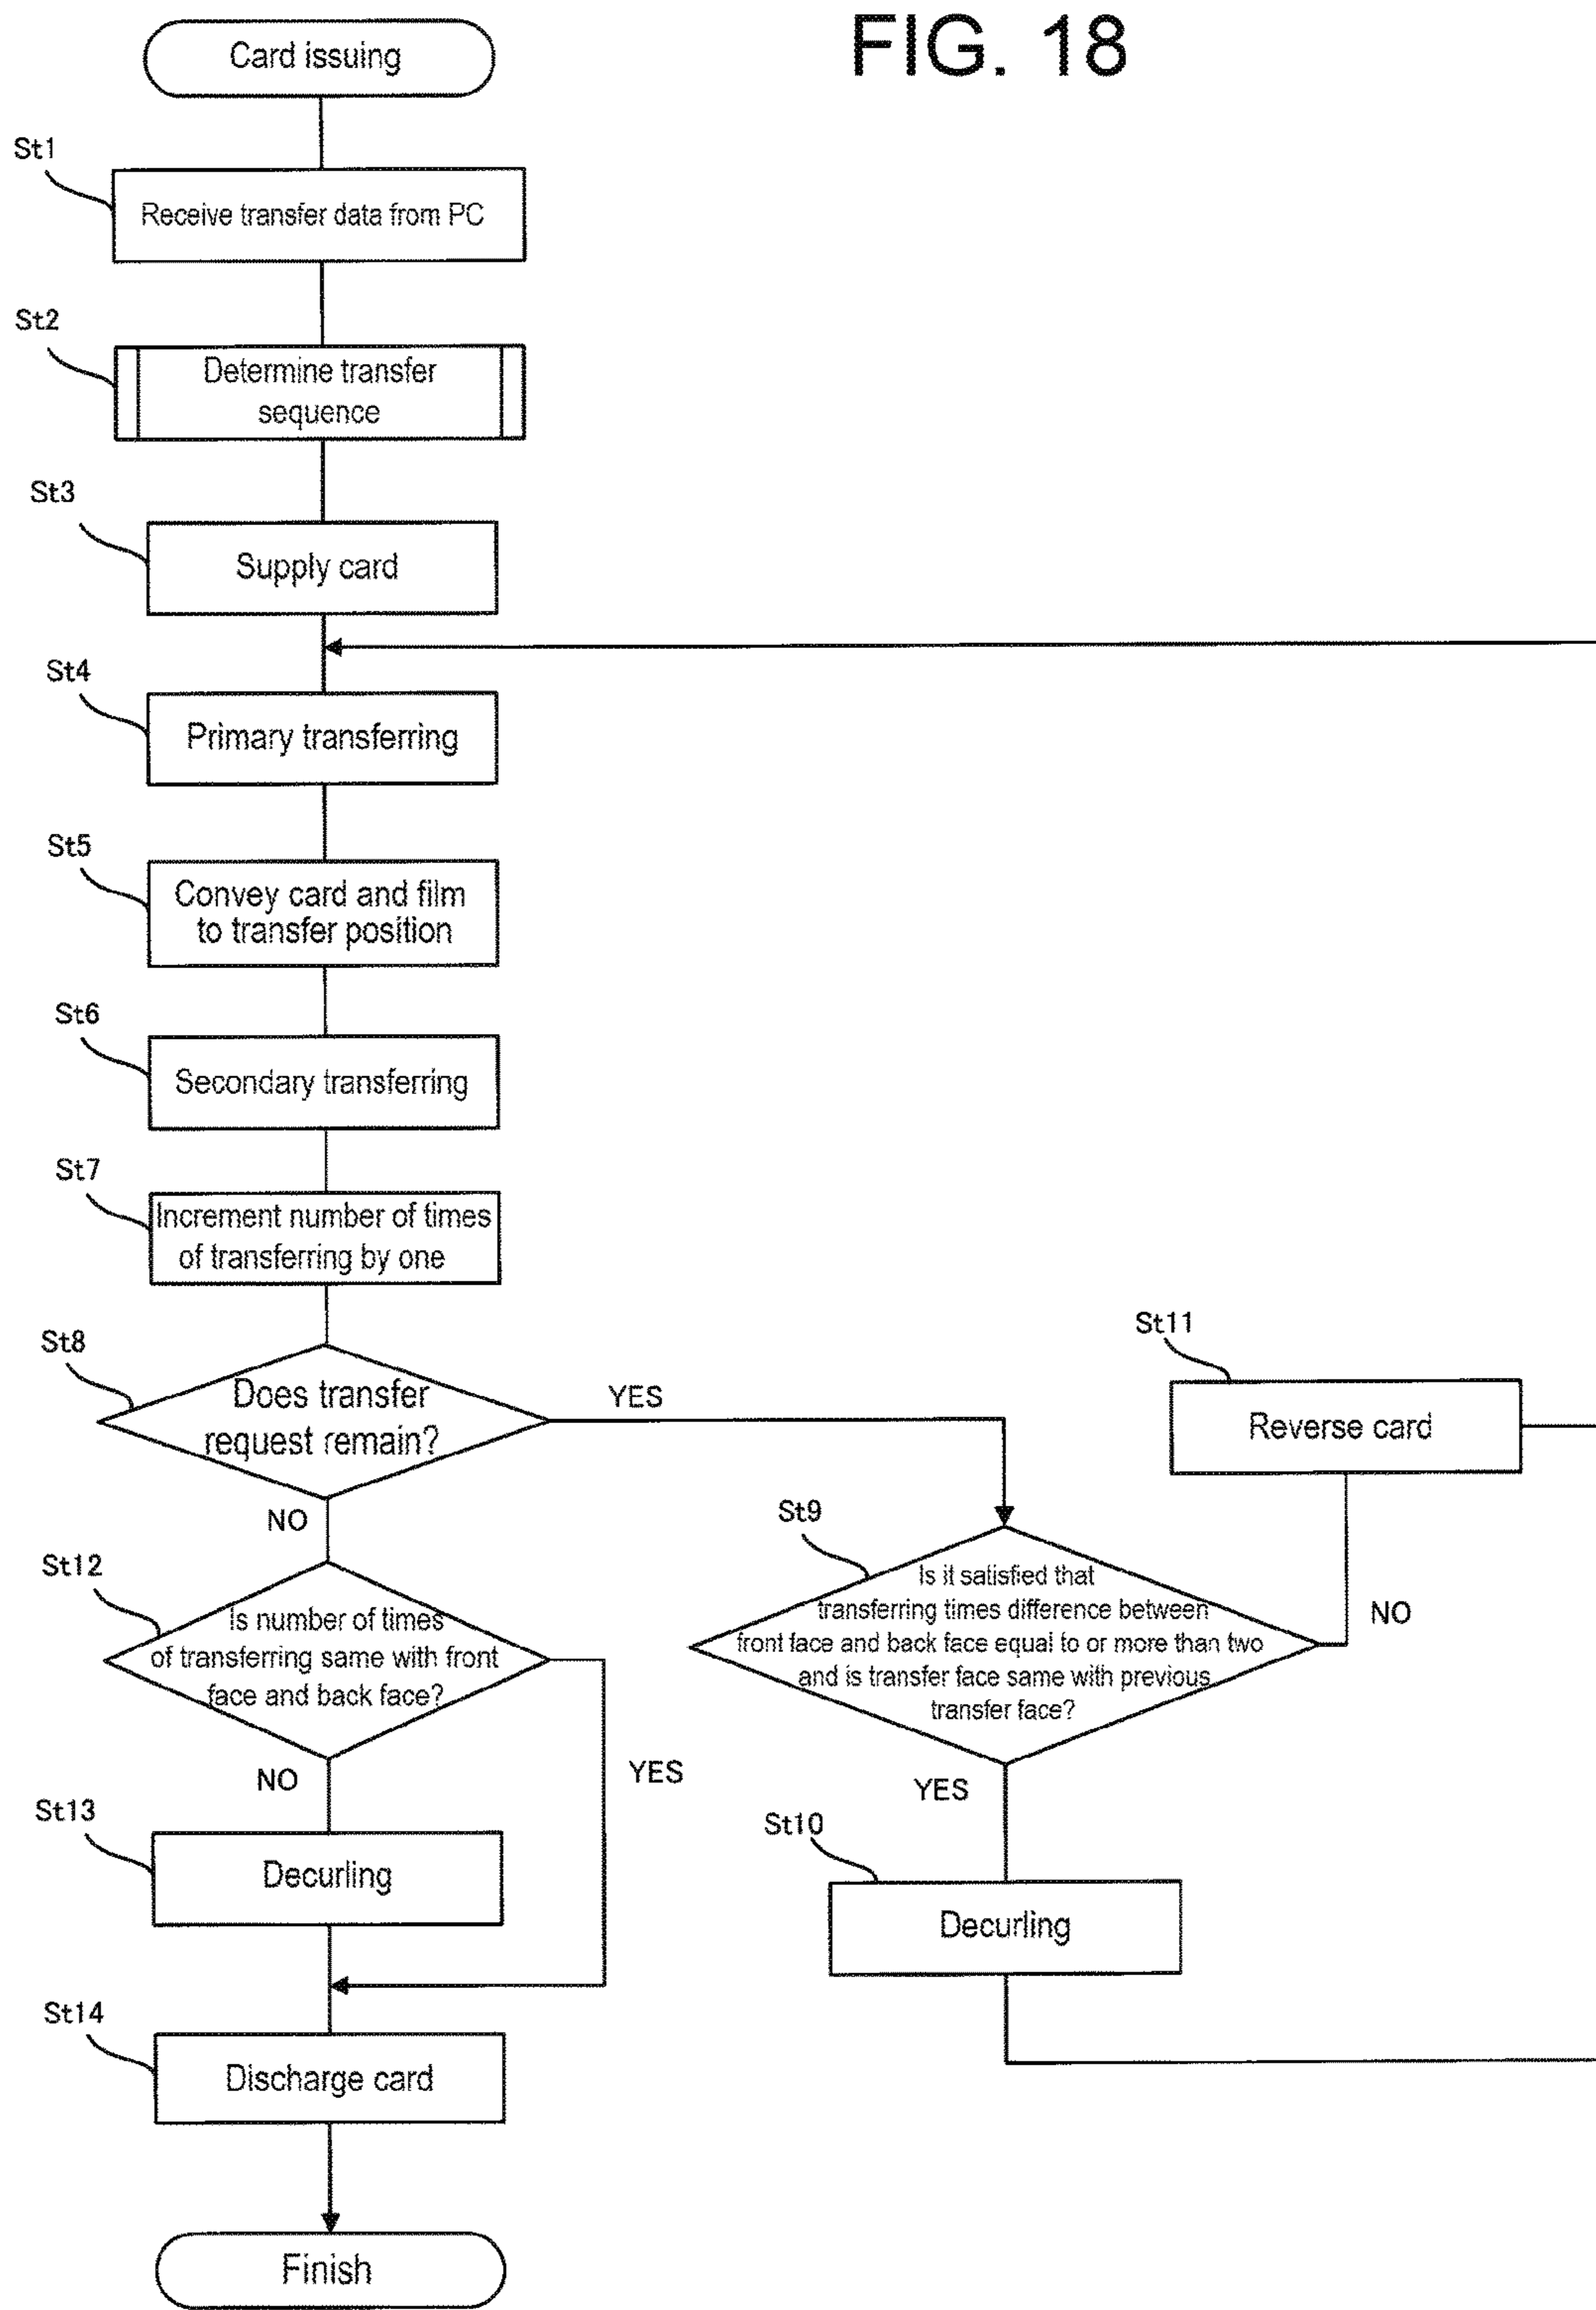 FIG. 18
Card issuing
St1
Receive transfer data from PC
St2
Determine transfer
sequence
St3
Supply card
St4
Primary transferring
St5
Convey card and film
to transfer position
St6
Secondary transferring
St7
Increment number of times
of transferring by one
St8
Does transfer
request remain?
YES
NO
St9
Is it satisfied that
transferring times difference between
front face and back face equal to or more than two
and is transfer face same with previous
transfer face?
NO
St11
Reverse card
YES
St10
Decurling
St12
Is number of times
of transferring same with front
face and back face?
YES
NO
St13
Decurling
St14
Discharge card
Finish